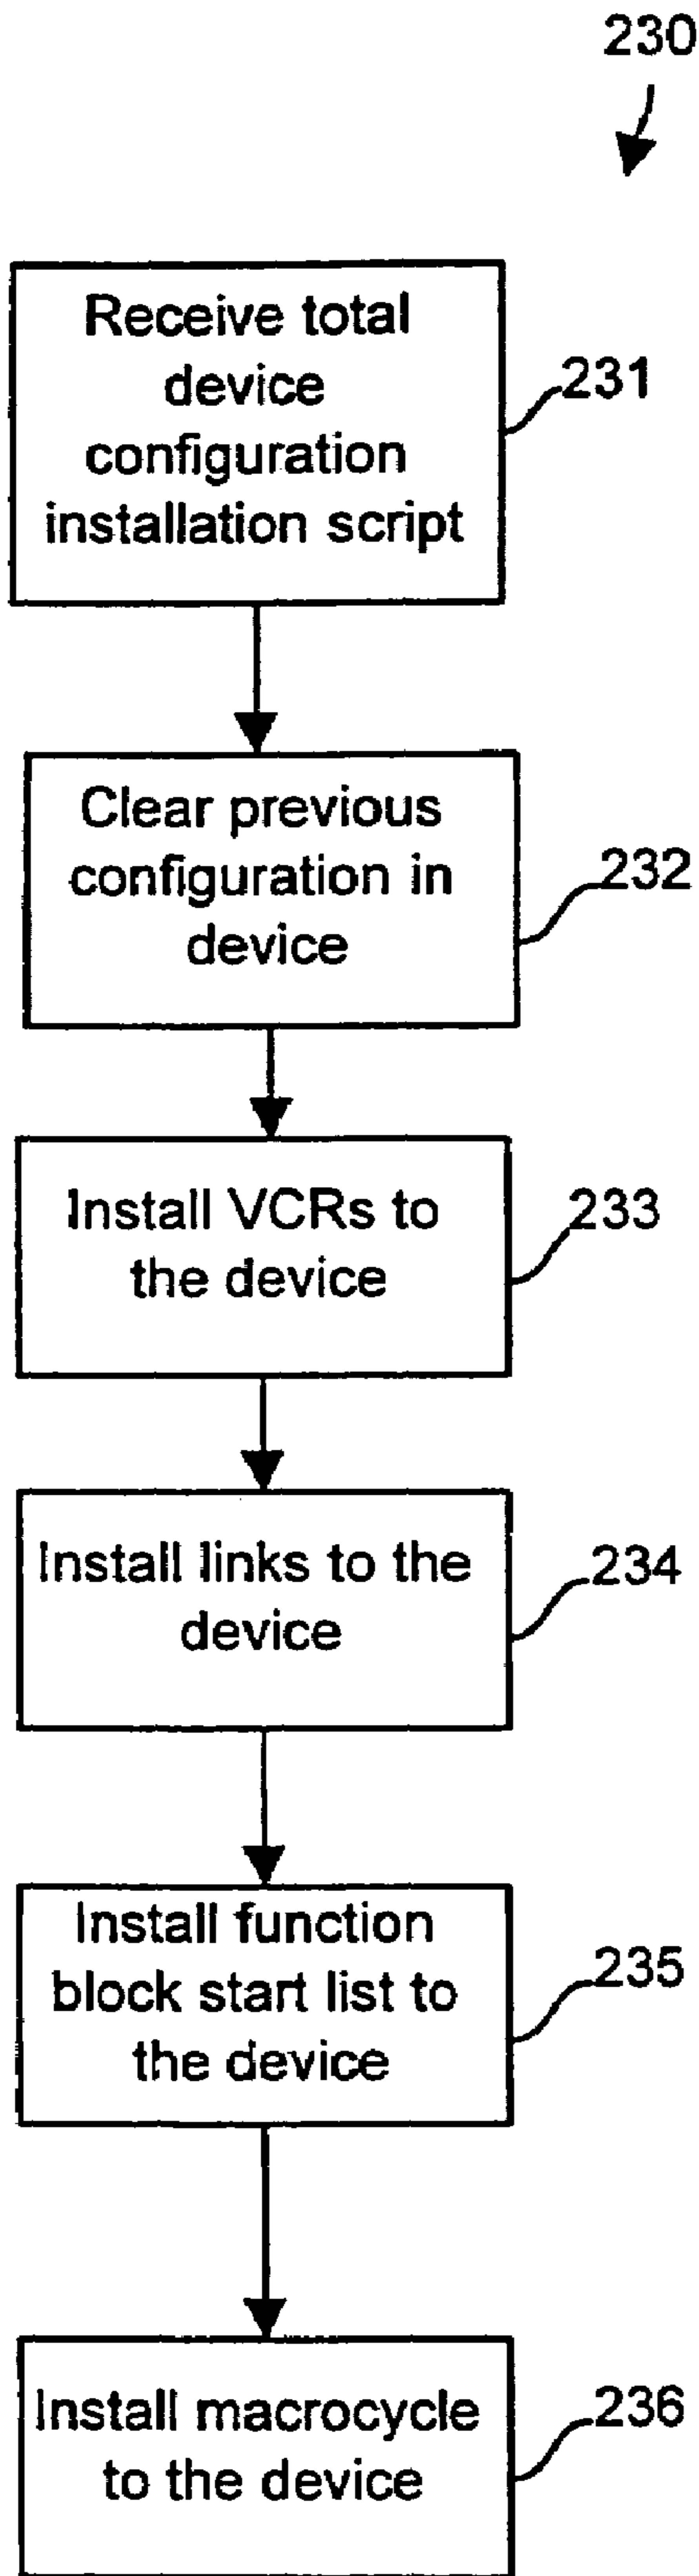 230
Receive total
device
configuration
installation script
231
Clear previous
configuration in
device
232
Install VCRs to
the device
233
Install links to the
device
234
Install function
block start list to
the device
235
Install macrocycle
to the device
236